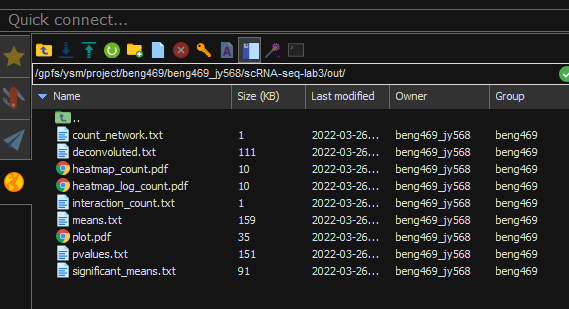 Quick connect...
/gpfs/ysm/project/beng469/beng469_jy568/scRNA-seq-lab3/out/
Name Size (KB) Last modified Owner Group
..
count_network.txt 1 2022-03-26... beng469_jy568 beng469
deconvoluted.txt 111 2022-03-26... beng469_jy568 beng469
heatmap_count.pdf 10 2022-03-26... beng469_jy568 beng469
heatmap_log_count.pdf 10 2022-03-26... beng469_jy568 beng469
interaction_count.txt 1 2022-03-26... beng469_jy568 beng469
means.txt 159 2022-03-26... beng469_jy568 beng469
plot.pdf 35 2022-03-26... beng469_jy568 beng469
pvalues.txt 151 2022-03-26... beng469_jy568 beng469
significant_means.txt 91 2022-03-26... beng469_jy568 beng469